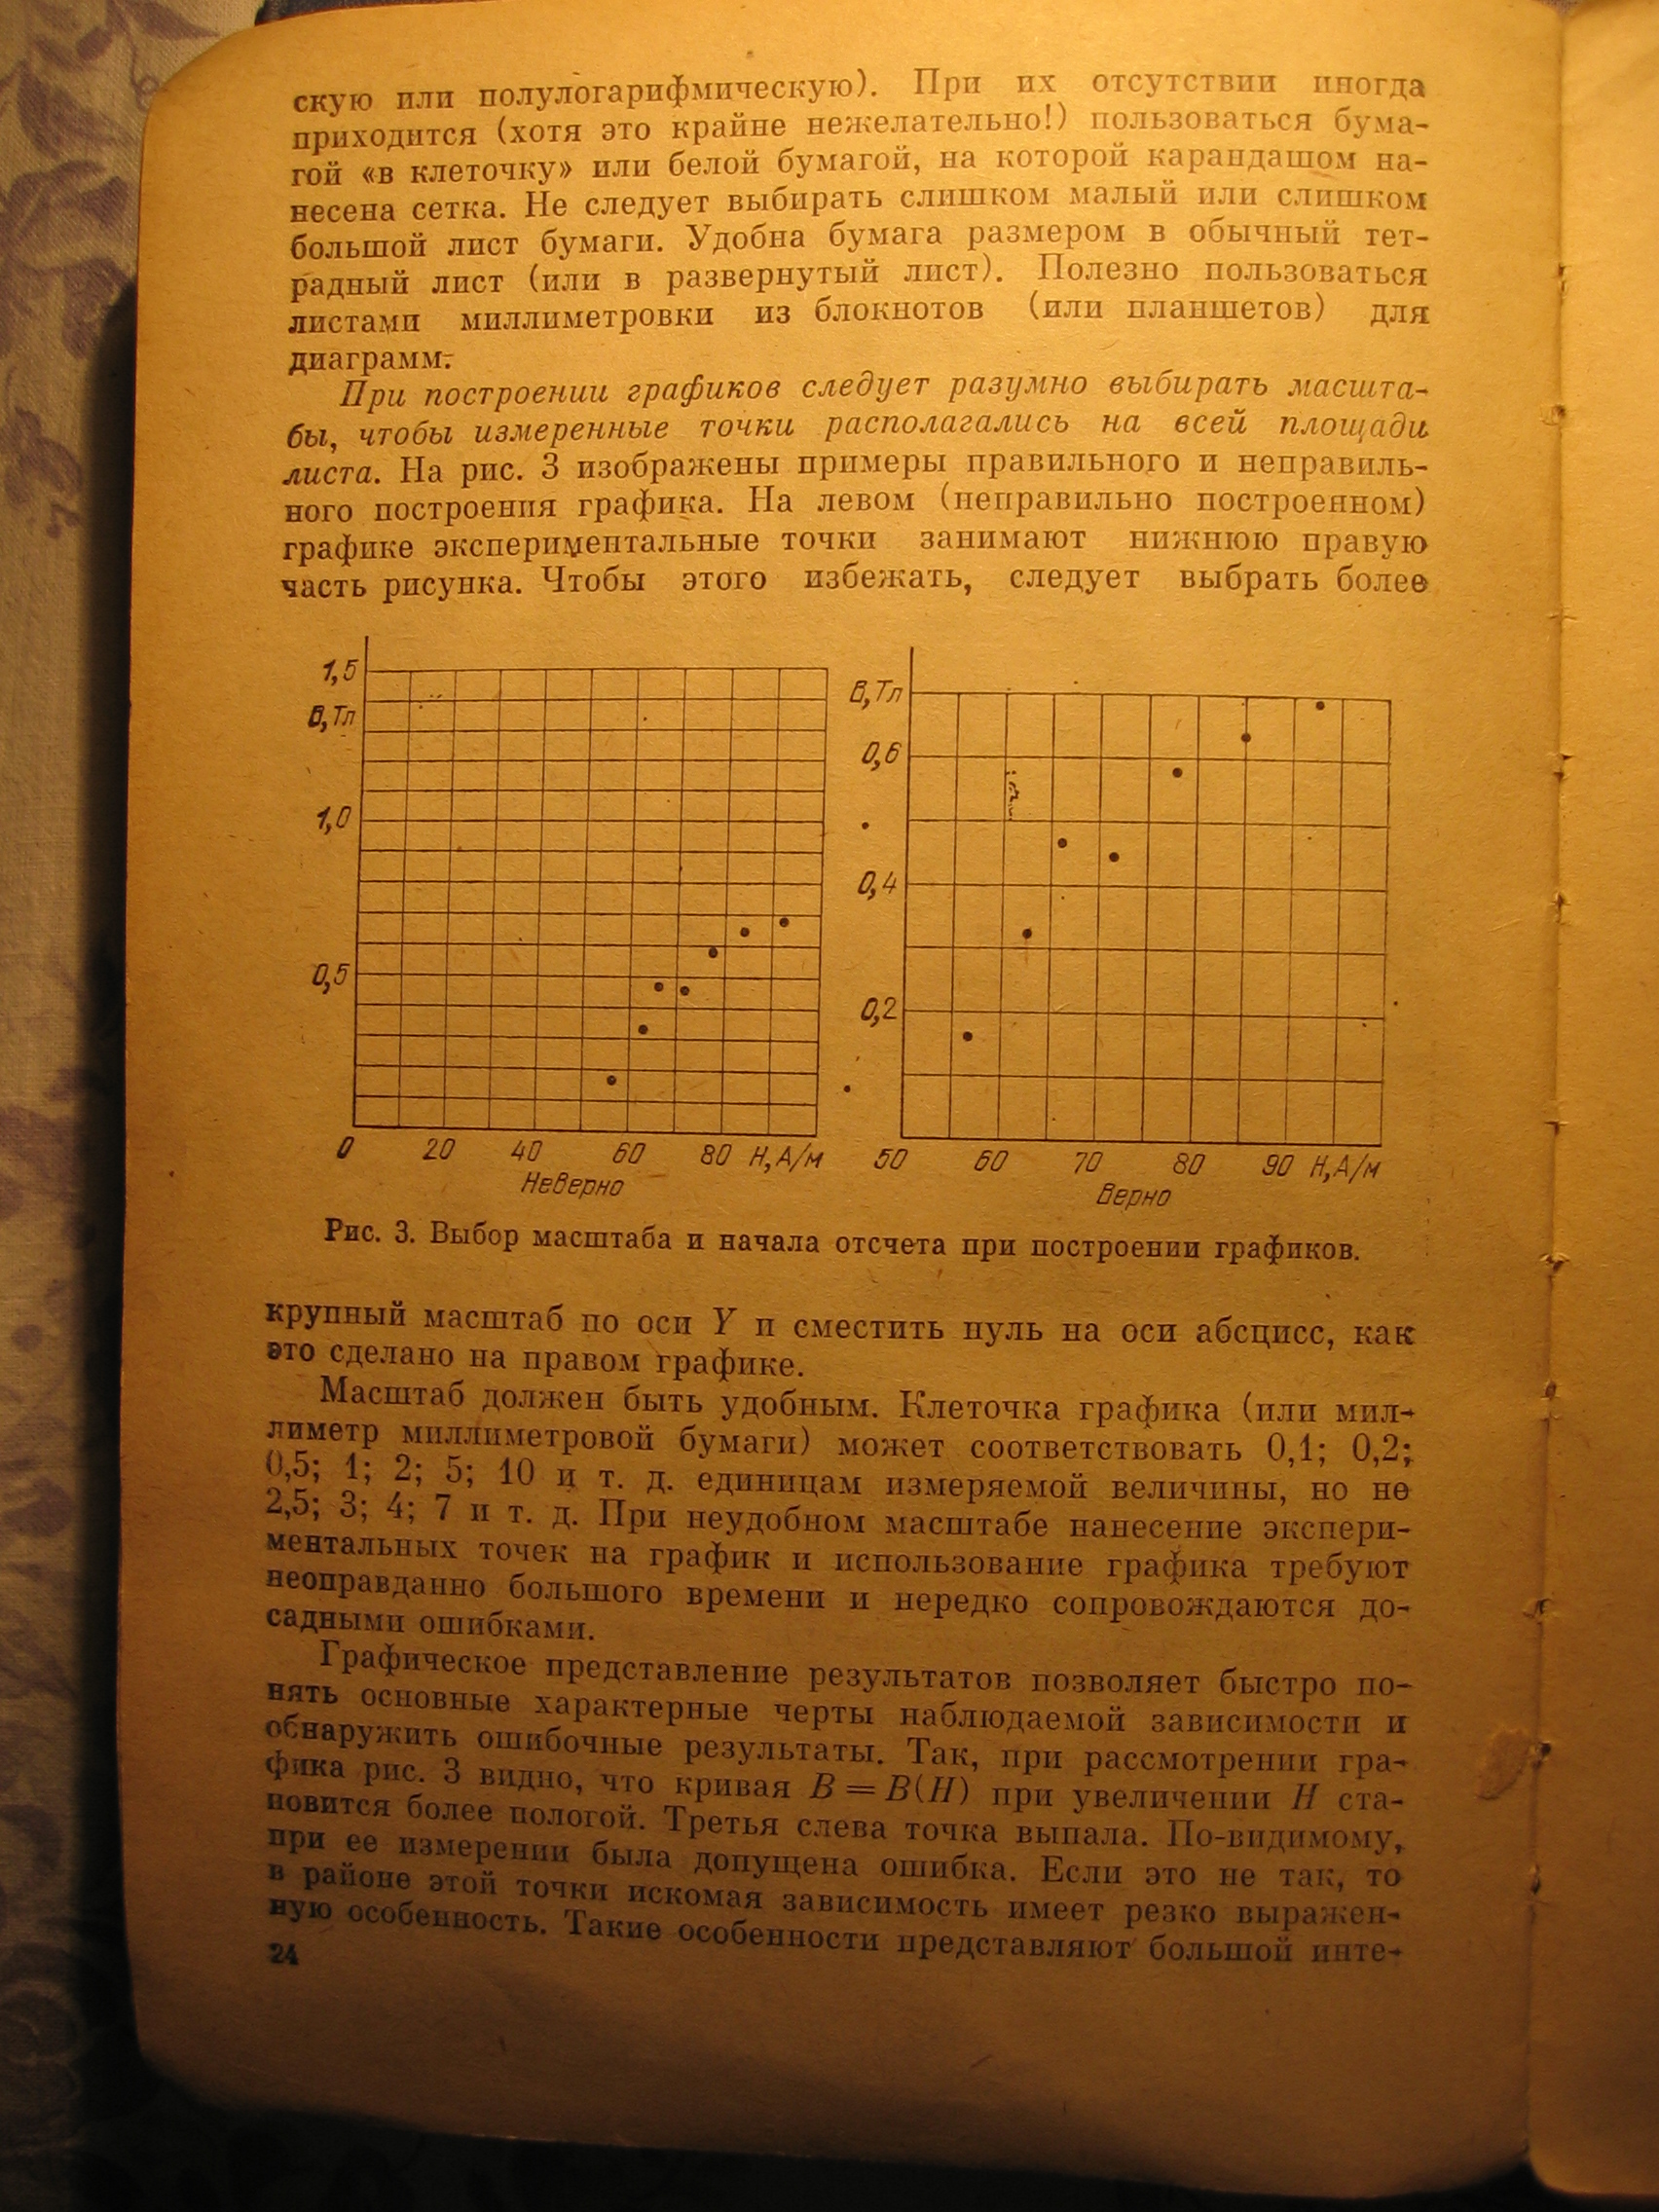 скую или полулогарифмическую). При их отсутствии иногда
приходится (хотя это крайне нежелательно!) пользоваться бума-
гой «в клеточку» или белой бумагой, на которой карандашом на-
несена сетка. Не следует выбирать слишком малый или слишком
большой лист бумаги. Удобна бумага размером в обычный тет-
радный лист (или в развернутый лист). Полезно пользоваться
листами миллиметровки из блокнотов (или планшетов) для
диаграмм.
При построении графиков следует разумно выбирать масшта-
бы, чтобы измеренные точки располагались на всей площади
листа. На рис. 3 изображены примеры правильного и неправиль-
ного построения графика. На левом (неправильно построенном)
графике экспериментальные точки занимают нижнюю правую
часть рисунка. Чтобы этого избежать, следует выбрать более
1,5
В,Тл
1,0
0,5
0 20 40 60 80 Н,А/м
Неверно
В,Тл
0,6
0,4
0,2
50 60 70 80 90 Н,А/м
Верно
Рис. 3. Выбор масштаба и начала отсчета при построении графиков.
крупный масштаб по оси Y и сместить нуль на оси абсцисс, как
это сделано на правом графике.
Масштаб должен быть удобным. Клеточка графика (или мил-
лиметр миллиметровой бумаги) может соответствовать 0,1; 0,2;
0,5; 1; 2; 5; 10 и т. д. единицам измеряемой величины, но не
2,5; 3; 4; 7 и т. д. При неудобном масштабе нанесение экспери-
ментальных точек на график и использование графика требуют
неоправданно большого времени и нередко сопровождаются до-
садными ошибками.
Графическое представление результатов позволяет быстро по-
нять основные характерные черты наблюдаемой зависимости и
обнаружить ошибочные результаты. Так, при рассмотрении гра-
фика рис. 3 видно, что кривая B = B(H) при увеличении H ста-
новится более пологой. Третья слева точка выпала. По-видимому,
при ее измерении была допущена ошибка. Если это не так, то
в районе этой точки искомая зависимость имеет резко выражен-
ную особенность. Такие особенности представляют большой инте-
24